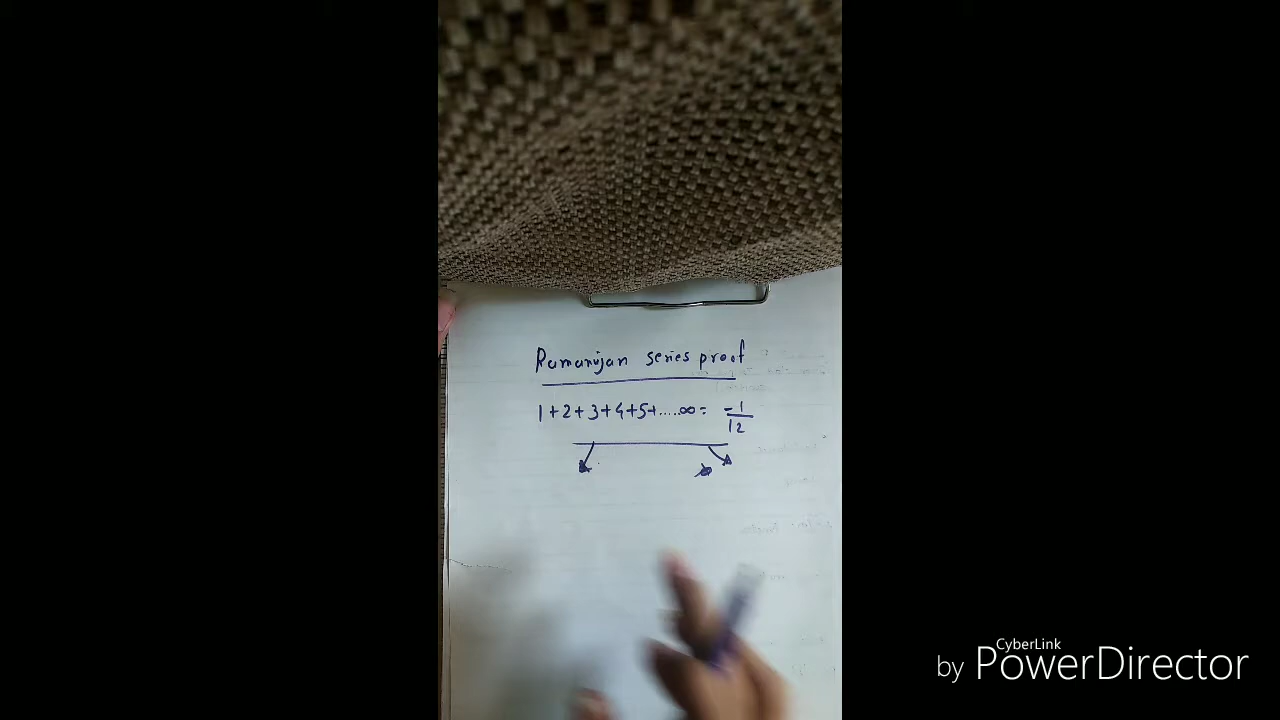 Ramanujan series proof
1+2+3+4+5+.....∞= -1/12
CyberLink
by PowerDirector